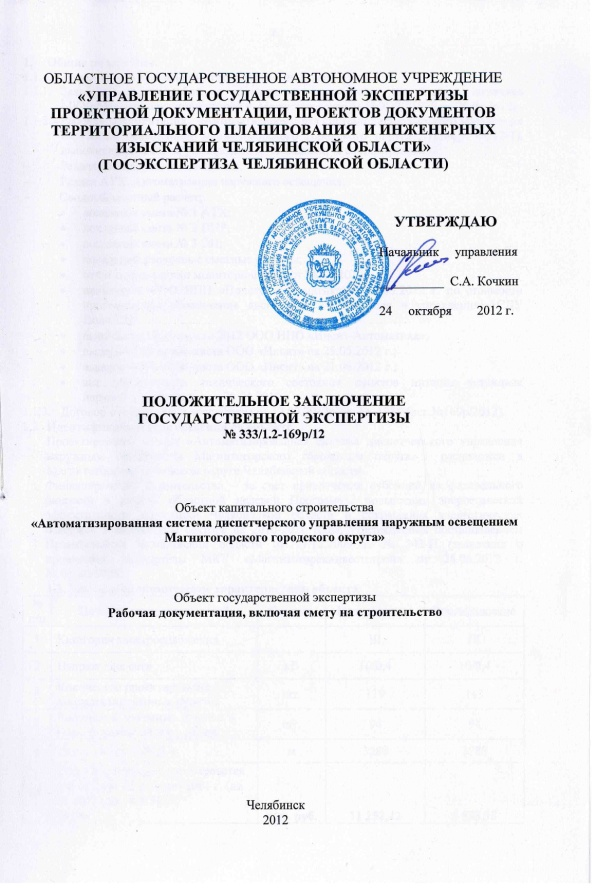 ОБЛАСТНОЕ ГОСУДАРСТВЕННОЕ АВТОНОМНОЕ УЧРЕЖДЕНИЕ
«УПРАВЛЕНИЕ ГОСУДАРСТВЕННОЙ ЭКСПЕРТИЗЫ
ПРОЕКТНОЙ ДОКУМЕНТАЦИИ, ПРОЕКТОВ ДОКУМЕНТОВ
ТЕРРИТОРИАЛЬНОГО ПЛАНИРОВАНИЯ И ИНЖЕНЕРНЫХ
ИЗЫСКАНИЙ ЧЕЛЯБИНСКОЙ ОБЛАСТИ»
(ГОСЭКСПЕРТИЗА ЧЕЛЯБИНСКОЙ ОБЛАСТИ)
УТВЕРЖДАЮ
Начальник управления
С.А. Кочкин
24 октября 2012 г.
ПОЛОЖИТЕЛЬНОЕ ЗАКЛЮЧЕНИЕ
ГОСУДАРСТВЕННОЙ ЭКСПЕРТИЗЫ
№ 333/1.2-169р/12
Объект капитального строительства
«Автоматизированная система диспетчерского управления наружным освещением
Магнитогорского городского округа»
Объект государственной экспертизы
Рабочая документация, включая смету на строительство
Челябинск
2012